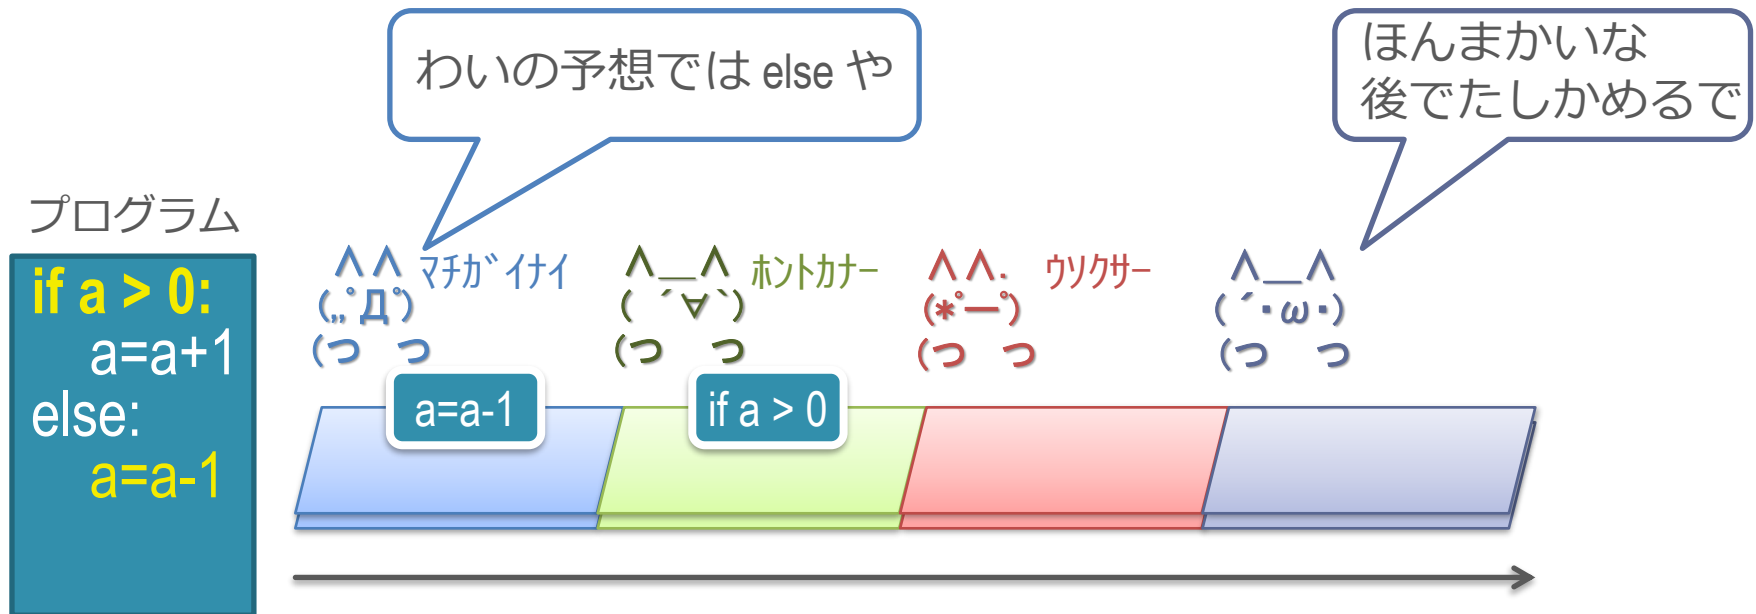 わいの予想では else や
ほんまかいな
後でたしかめるで
プログラム
if a > 0:
a=a+1
else:
a=a-1
∧∧ ﾏﾁｶﾞｲﾅｲ
(,,ﾟДﾟ)
(つ つ
∧＿∧ ﾎﾝﾄｶﾅｰ
( ´∀｀)
(つ つ
∧∧. ｳｿｸｻｰ
(*ﾟーﾟ)
(つ つ
∧＿∧
( ´・ω・)
(つ つ
a=a-1
if a > 0